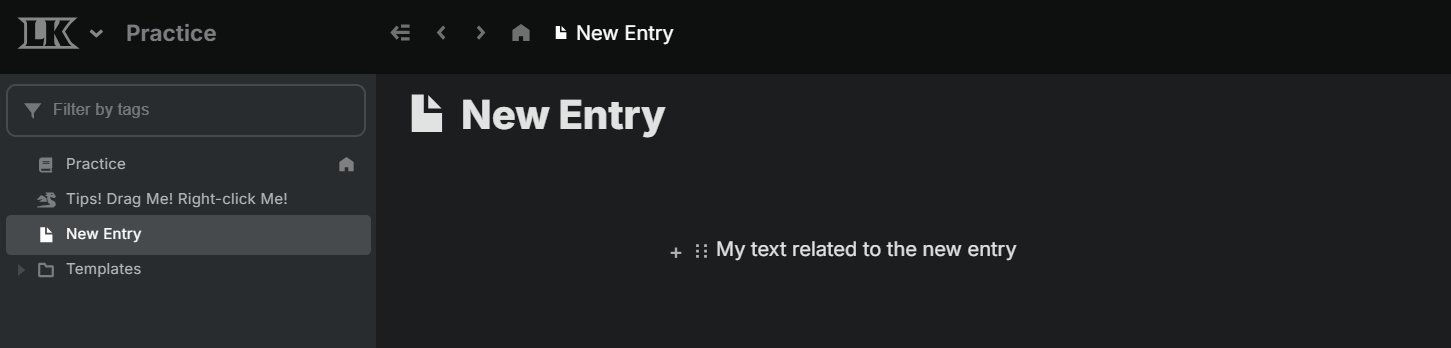 LK
Practice
New Entry
Filter by tags
Practice
Tips! Drag Me! Right-click Me!
New Entry
Templates
New Entry
My text related to the new entry